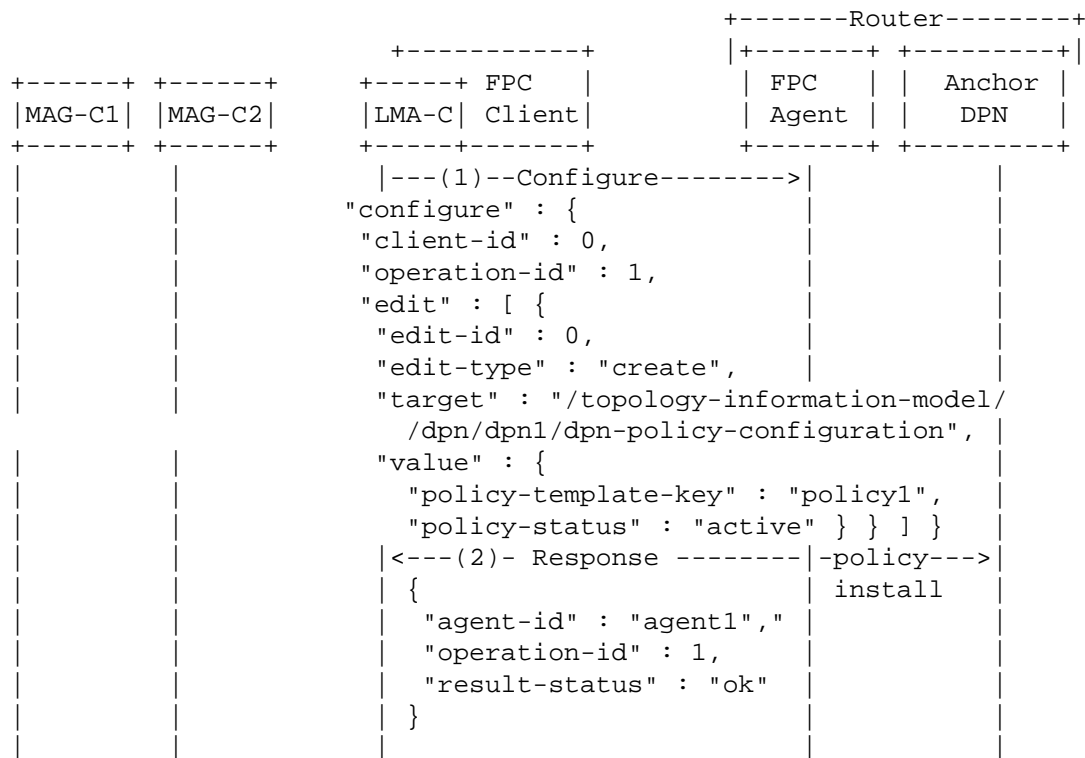 +-------Router--------+
                        +-----------+         |+-------+ +---------+|
+------+ +------+     +-----+ FPC   |         | FPC   | |  Anchor |
|MAG-C1| |MAG-C2|     |LMA-C| Client|         | Agent | |   DPN   |
+------+ +------+     +-----+-------+         +-------+ +---------+
|         |            |---(1)--Configure-------->|           |
|         |          "configure" : {              |           |
|         |           "client-id" : 0,            |           |
|         |           "operation-id" : 1,         |           |
|         |           "edit" : [ {                |           |
|         |            "edit-id" : 0,             |           |
|         |            "edit-type" : "create",    |           |
|         |            "target" : "/topology-information-model/
                         /dpn/dpn1/dpn-policy-configuration", |
|         |            "value" : {                            |
|         |              "policy-template-key" : "policy1",   |
|         |              "policy-status" : "active" } } ] }   |
|         |            |<---(2)- Response --------|-policy--->|
|         |            | {                        | install   |
|         |            |  "agent-id" : "agent1","  |           |
|         |            |  "operation-id" : 1,     |           |
|         |            |  "result-status" : "ok"  |           |
|         |            | }                        |           |
|         |            |                          |           |